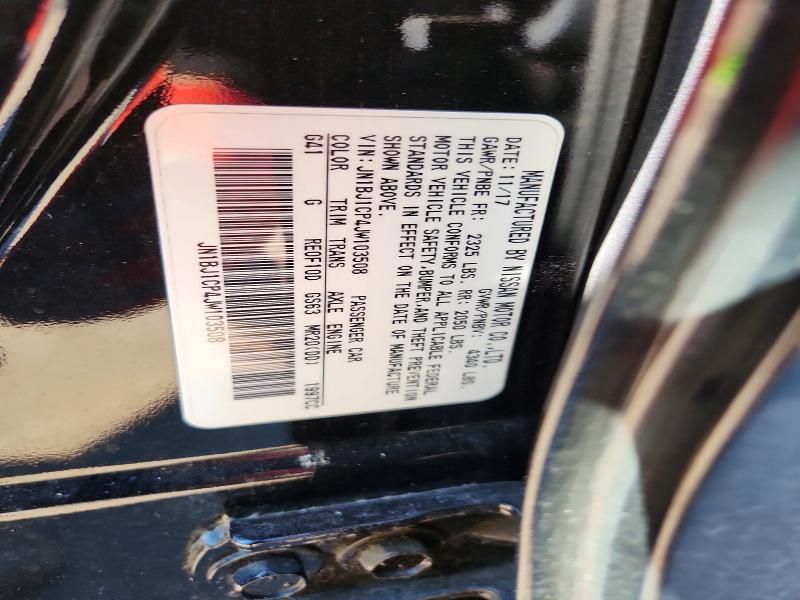 MANUFACTURED BY NISSAN MOTOR CO.,LTD.
DATE: 11/17 GVWR/PNBV: 4340 LBS.
GAWR/PNBE FR: 2325 LBS. RR: 2050 LBS.
THIS VEHICLE CONFORMS TO ALL APPLICABLE FEDERAL
MOTOR VEHICLE SAFETY,BUMPER,AND THEFT PREVENTION
STANDARDS IN EFFECT ON THE DATE OF MANUFACTURE
SHOWN ABOVE.
VIN: JN1BJ1CP4JW103508 PASSENGER CAR
COLOR TRIM TRANS AXLE ENGINE
G41 G RE0F10D GS63 MR20(DD) 1997CC
JN1BJ1CP4JW103508